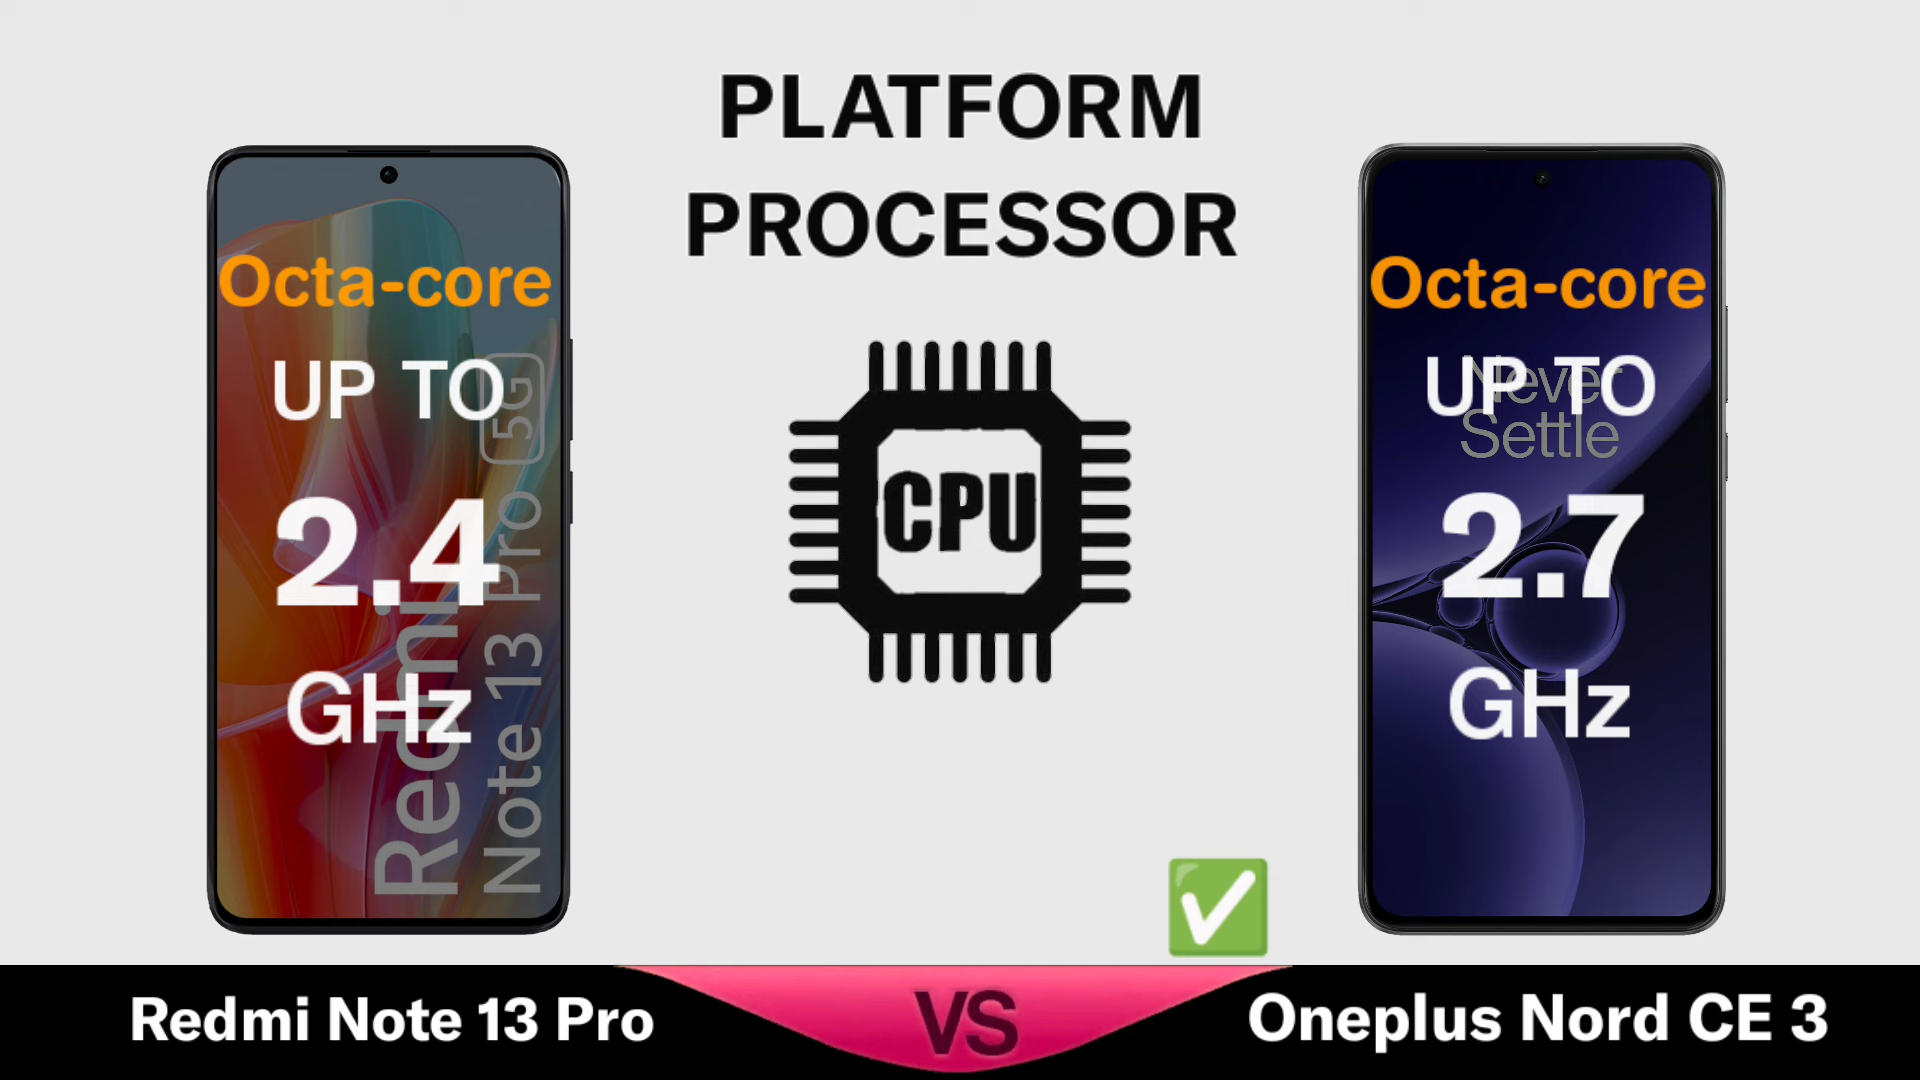 PLATFORM
PROCESSOR
Octa-core
UP TO
2.4
GHz
Redmi
Note 13 Pro 5G
CPU
Octa-core
UP TO
Never
Settle
2.7
GHz
Redmi Note 13 Pro
VS
Oneplus Nord CE 3